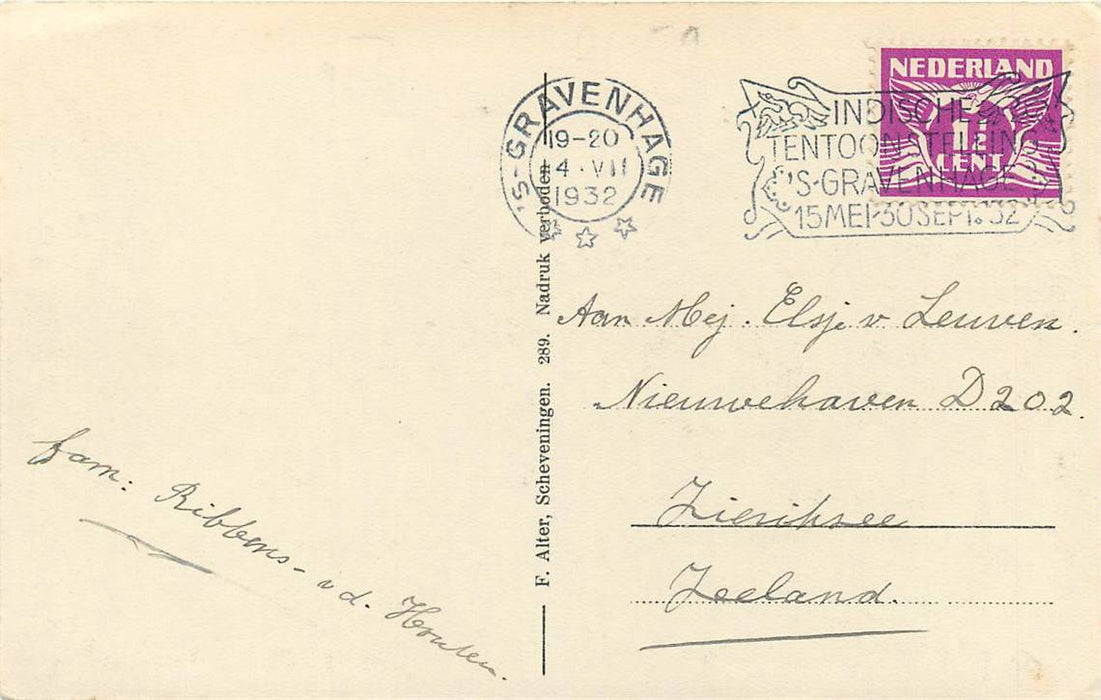 'S-GRAVENHAGE
19-20
4.VII
1932
INDISCHE
TENTOONSTELLING
'S-GRAVENHAGE
15 MEI-30 SEPT. '32
NEDERLAND
1½
CENT
Aan Mej. Elsje v Leuven.
Nieuwehaven D202.
Zierikzee
Zeeland.
F. Alter, Scheveningen. 289. Nadruk verboden
fam: Ribbens - v d. Houten.